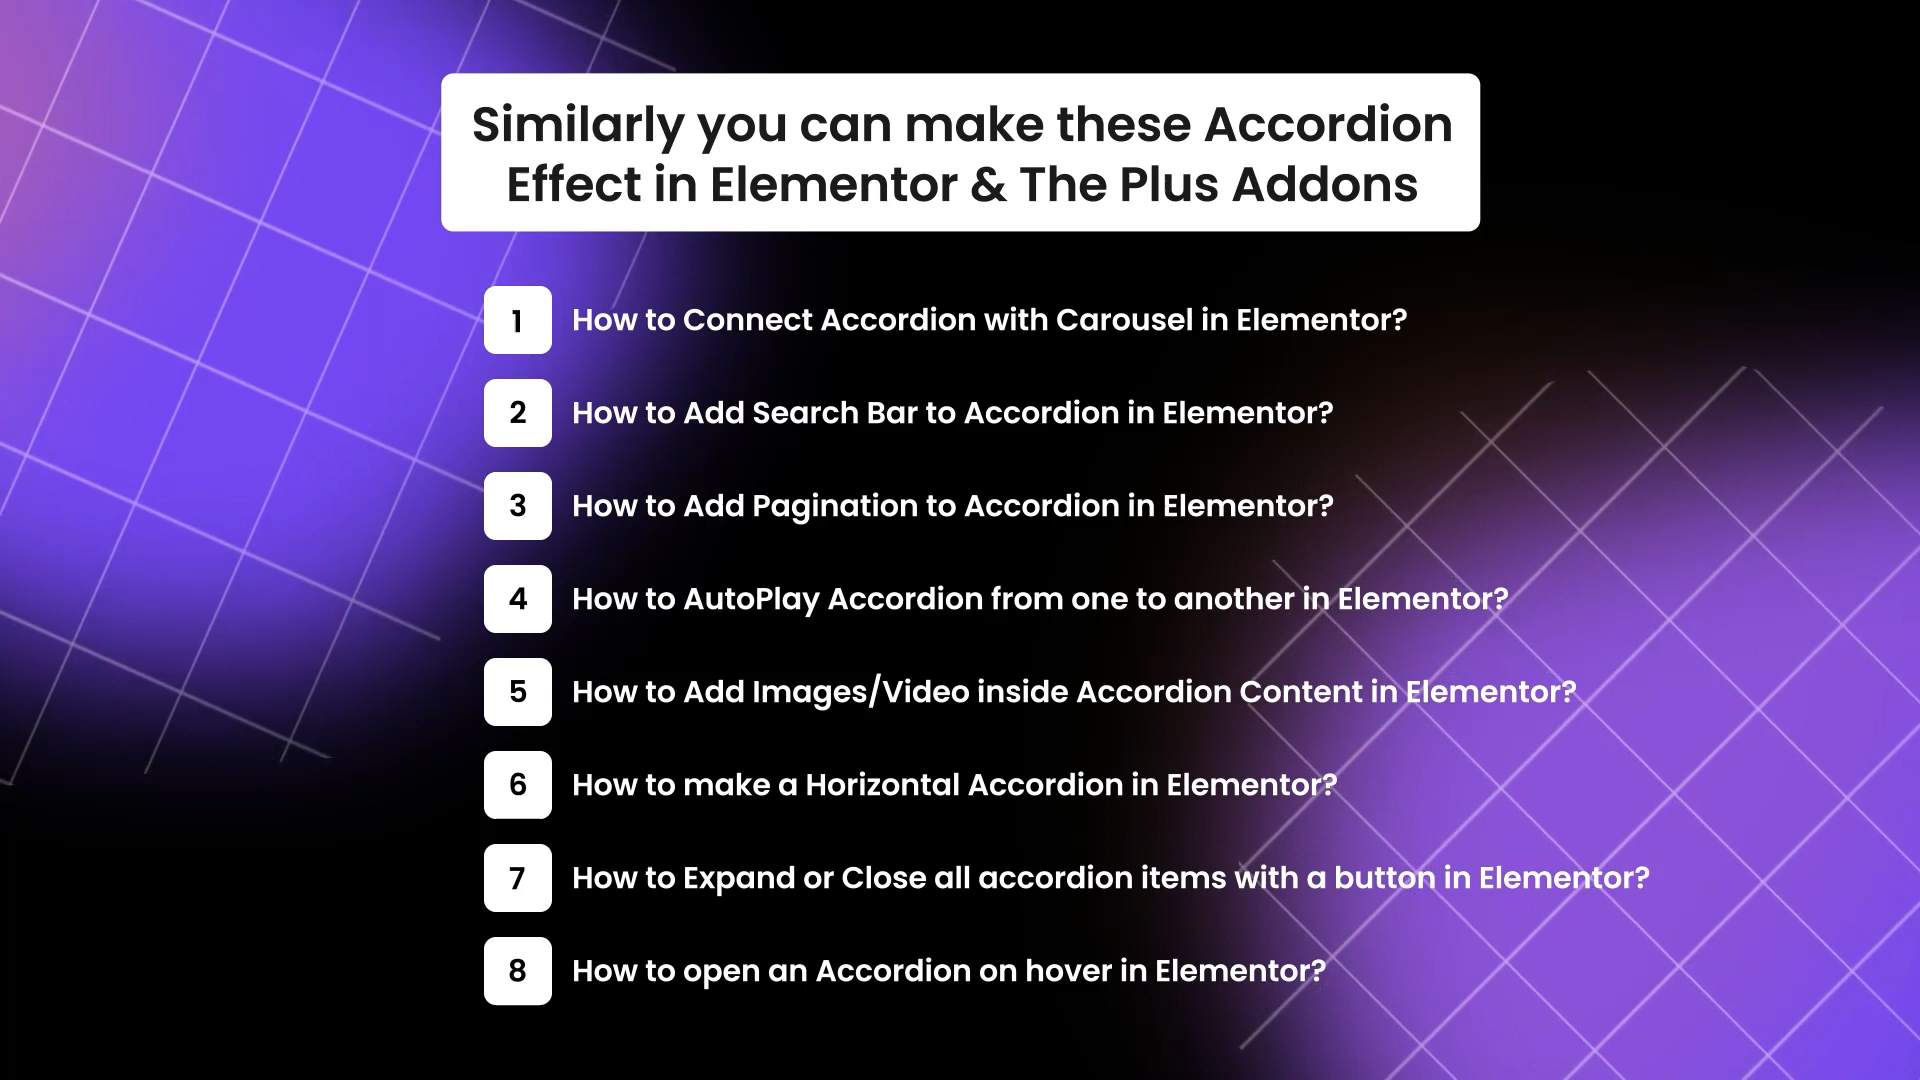 Similarly you can make these Accordion
Effect in Elementor & The Plus Addons
1 How to Connect Accordion with Carousel in Elementor?
2 How to Add Search Bar to Accordion in Elementor?
3 How to Add Pagination to Accordion in Elementor?
4 How to AutoPlay Accordion from one to another in Elementor?
5 How to Add Images/Video inside Accordion Content in Elementor?
6 How to make a Horizontal Accordion in Elementor?
7 How to Expand or Close all accordion items with a button in Elementor?
8 How to open an Accordion on hover in Elementor?